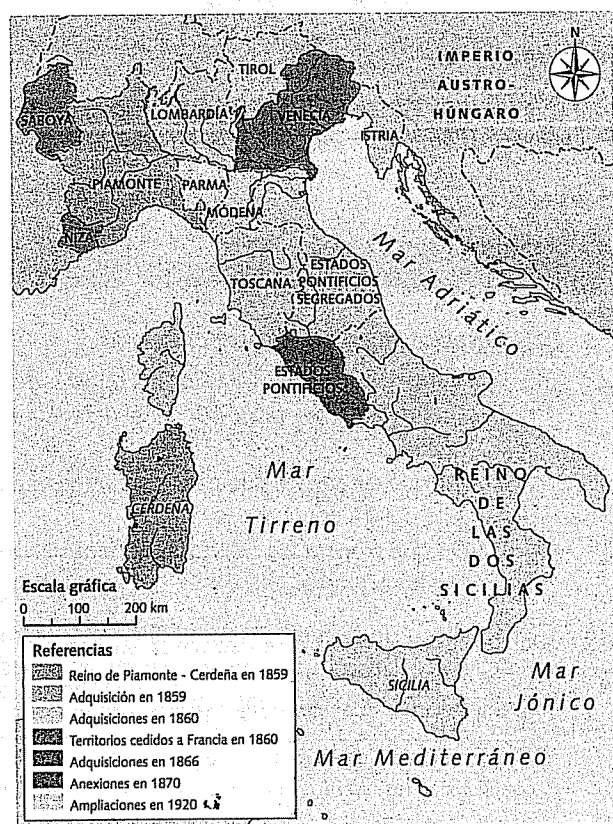 N
IMPERIO
AUSTRO-
HÚNGARO
TIROL
SABOYA
LOMBARDÍA
VENECIA
ISTRIA
PIAMONTE
PARMA
MÓDENA
NIZA
Mar Adriático
TOSCANA
ESTADOS
PONTIFICIOS
SEGREGADOS
ESTADOS
PONTIFICIOS
Mar
Tirreno
CERDEÑA
REINO
DE
LAS
DOS
SICILIAS
Escala gráfica
0 200 km
SICILIA
Mar
Jónico
Mar Mediterráneo
Referencias
Reino de Piamonte - Cerdeña en 1859
Adquisición en 1859
Adquisiciones en 1860
Territorios cedidos a Francia en 1860
Adquisiciones en 1866
Anexiones en 1870
Ampliaciones en 1920